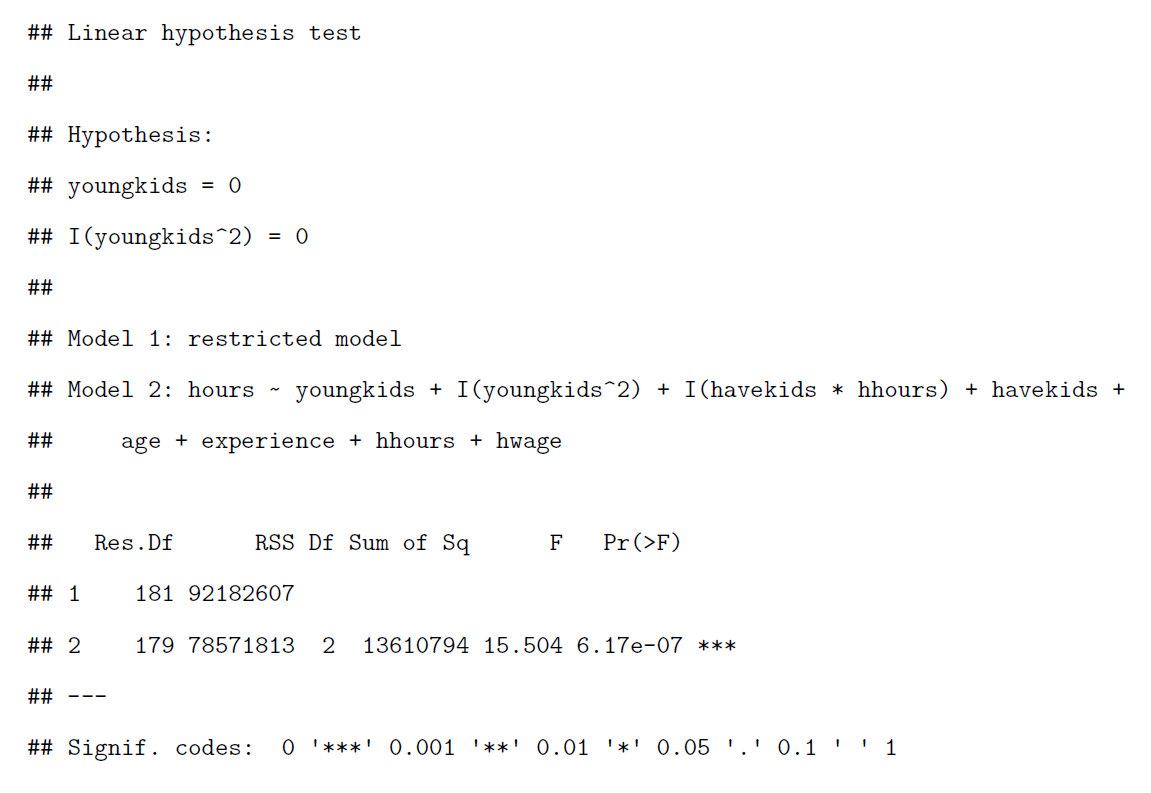 ## Linear hypothesis test
##
## Hypothesis:
## youngkids = 0
## I(youngkids^2) = 0
##
## Model 1: restricted model
## Model 2: hours ~ youngkids + I(youngkids^2) + I(havekids * hhours) + havekids +
##     age + experience + hhours + hwage
##
##   Res.Df      RSS Df Sum of Sq      F   Pr(>F)
## 1    181 92182607
## 2    179 78571813  2  13610794 15.504 6.17e-07 ***
## ---
## Signif. codes:  0 '***' 0.001 '**' 0.01 '*' 0.05 '.' 0.1 ' ' 1